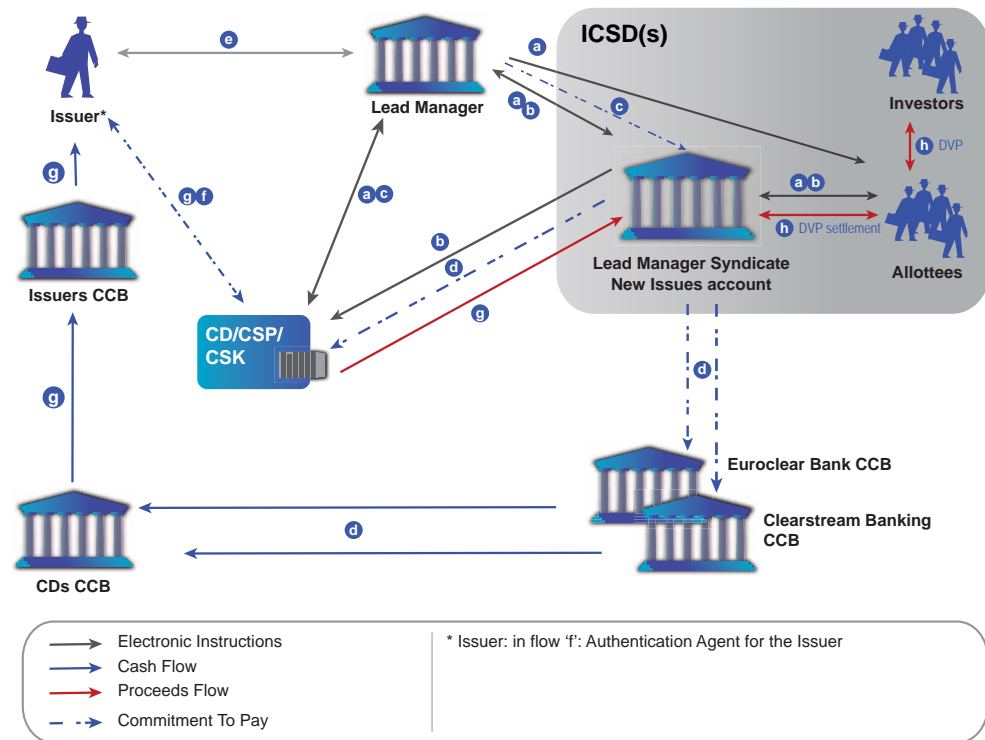 ICSD(s)
e
a
Lead Manager
Issuer*
a
b
c
Investors
h DVP
g
g f
a c
a b
h DVP settlement
b
d
g
Issuers CCB
Lead Manager Syndicate
New Issues account
Allottees
CD/CSP/
CSK
d
g
Euroclear Bank CCB
Clearstream Banking
CCB
d
CDs CCB
Electronic Instructions
Cash Flow
Proceeds Flow
Commitment To Pay
* Issuer: in flow ‘f’: Authentication Agent for the Issuer